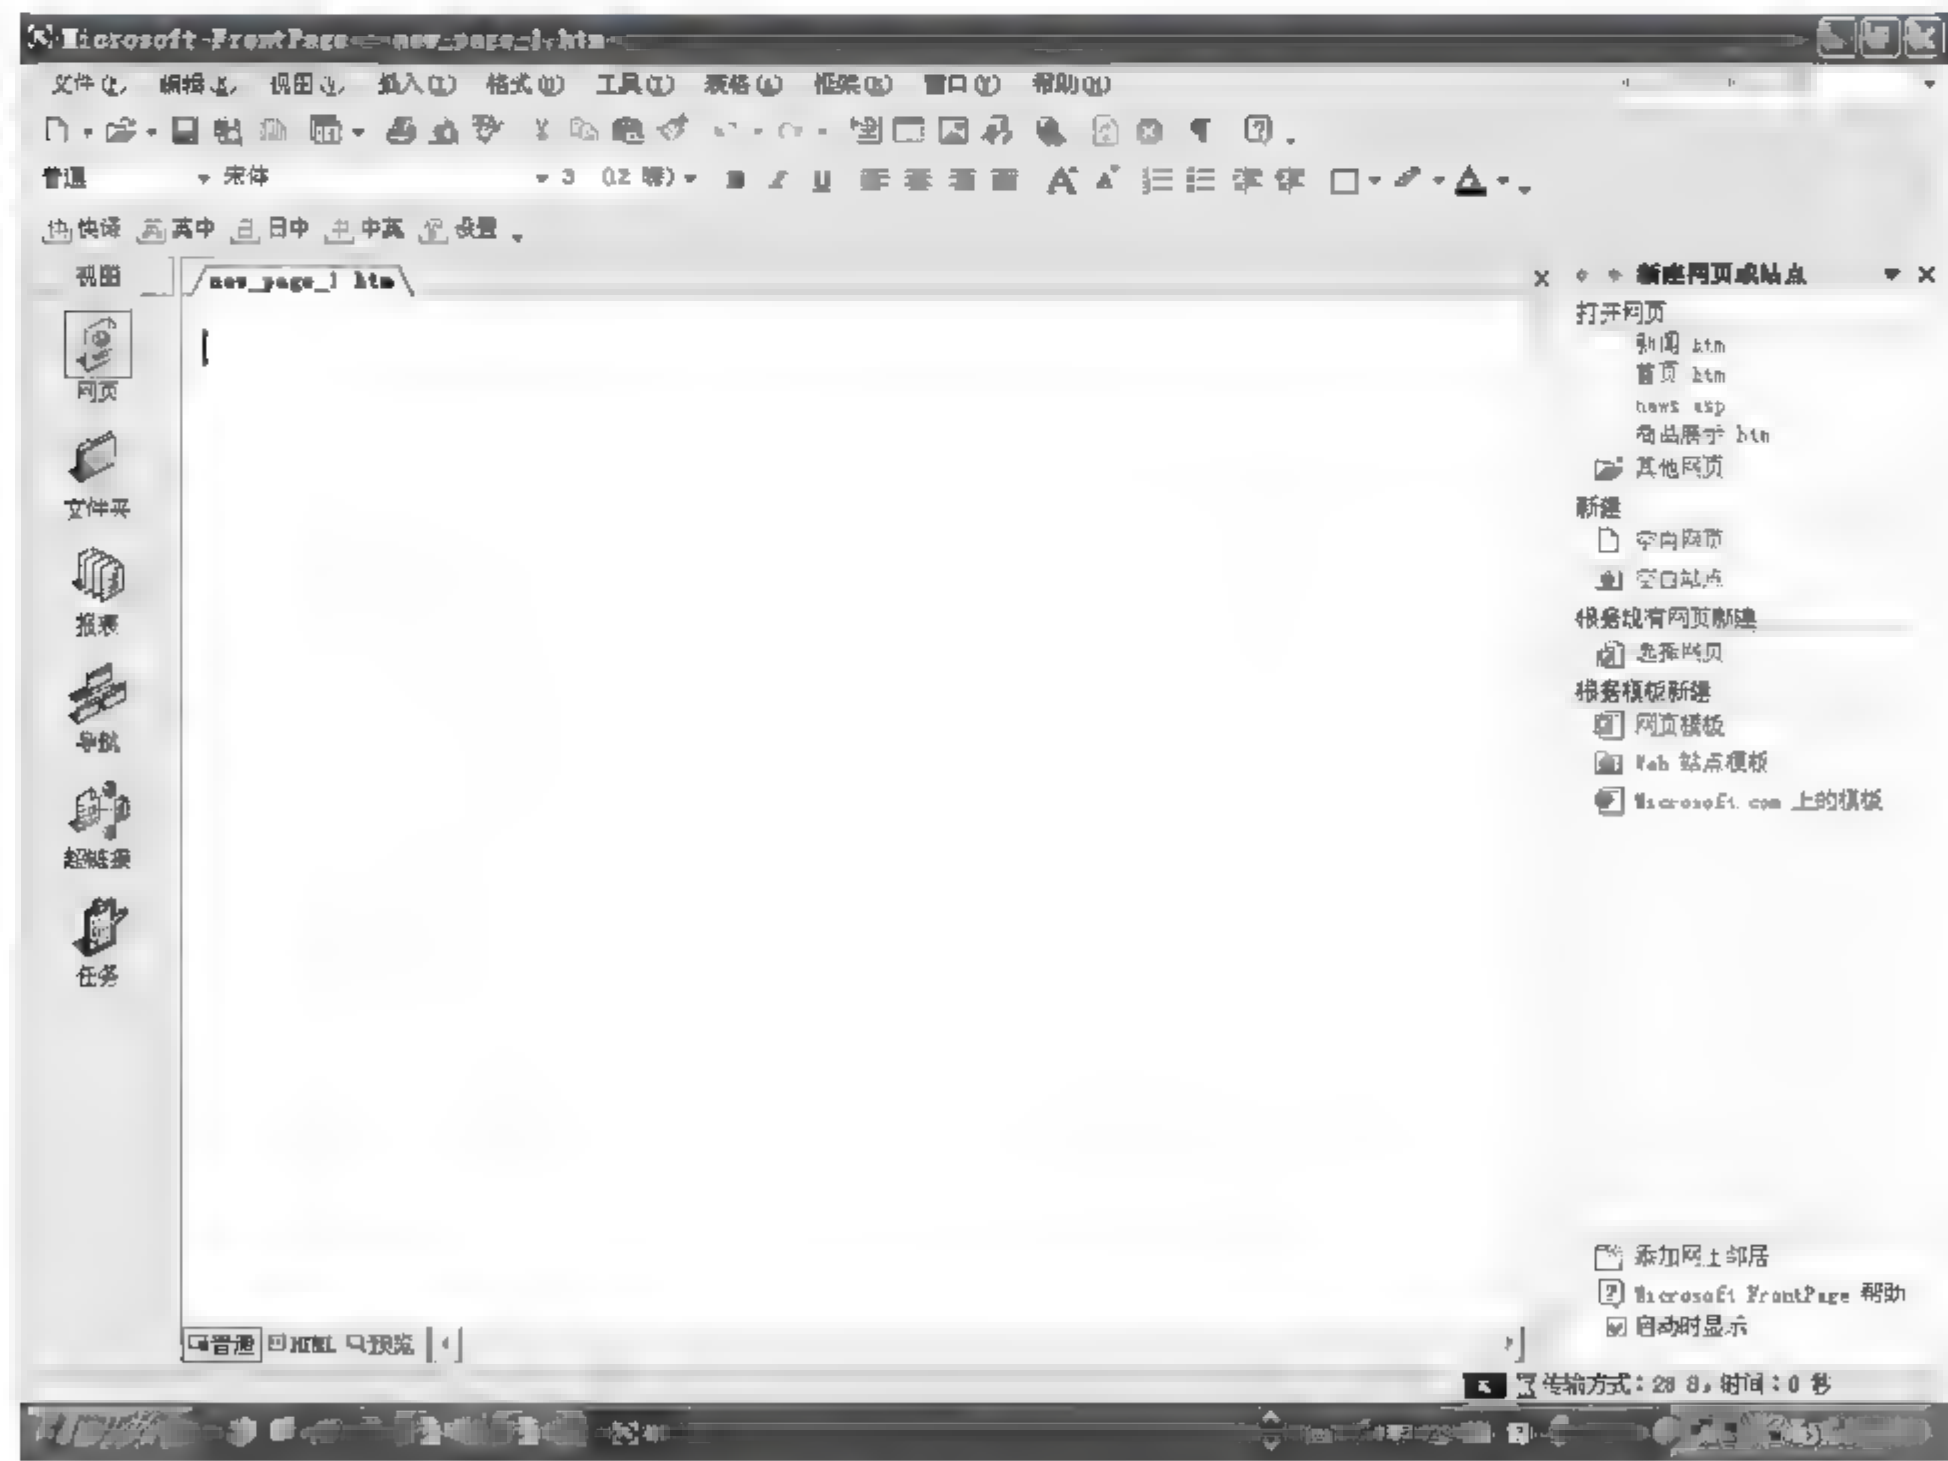 Microsoft FrontPage - new_page_1.htm
文件(F) 编辑(E) 视图(V) 插入(I) 格式(O) 工具(T) 表格(A) 框架(R) 窗口(W) 帮助(H)
普通 宋体 3 (12 磅)
快译 英中 日中 中英 设置
视图
new_page_1.htm
新建网页或站点
打开网页
新闻.htm
首页.htm
news.asp
商品展示.htm
其他网页
新建
空白网页
空白站点
根据现有网页新建
选择网页
根据模板新建
网页模板
Web 站点模板
Microsoft.com 上的模板
网页
文件夹
报表
导航
超链接
任务
添加网上邻居
Microsoft FrontPage 帮助
启动时显示
普通 HTML 预览
传输方式:28.8, 时间:0 秒